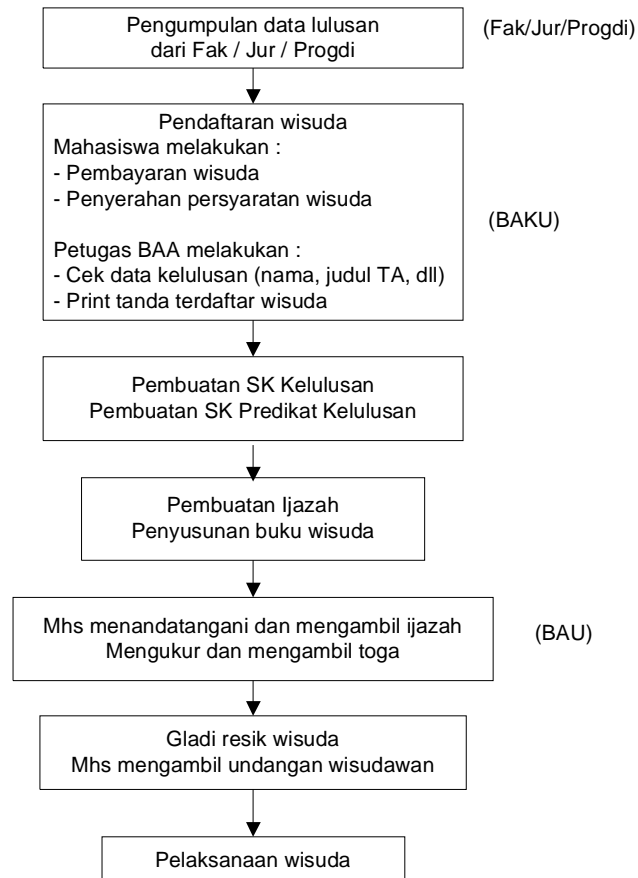 Pengumpulan data lulusan
dari Fak / Jur / Progdi
(Fak/Jur/Progdi)
Pendaftaran wisuda
Mahasiswa melakukan :
- Pembayaran wisuda
- Penyerahan persyaratan wisuda
Petugas BAA melakukan :
- Cek data kelulusan (nama, judul TA, dll)
- Print tanda terdaftar wisuda
(BAKU)
Pembuatan SK Kelulusan
Pembuatan SK Predikat Kelulusan
Pembuatan Ijazah
Penyusunan buku wisuda
Mhs menandatangani dan mengambil ijazah
Mengukur dan mengambil toga
(BAU)
Gladi resik wisuda
Mhs mengambil undangan wisudawan
Pelaksanaan wisuda